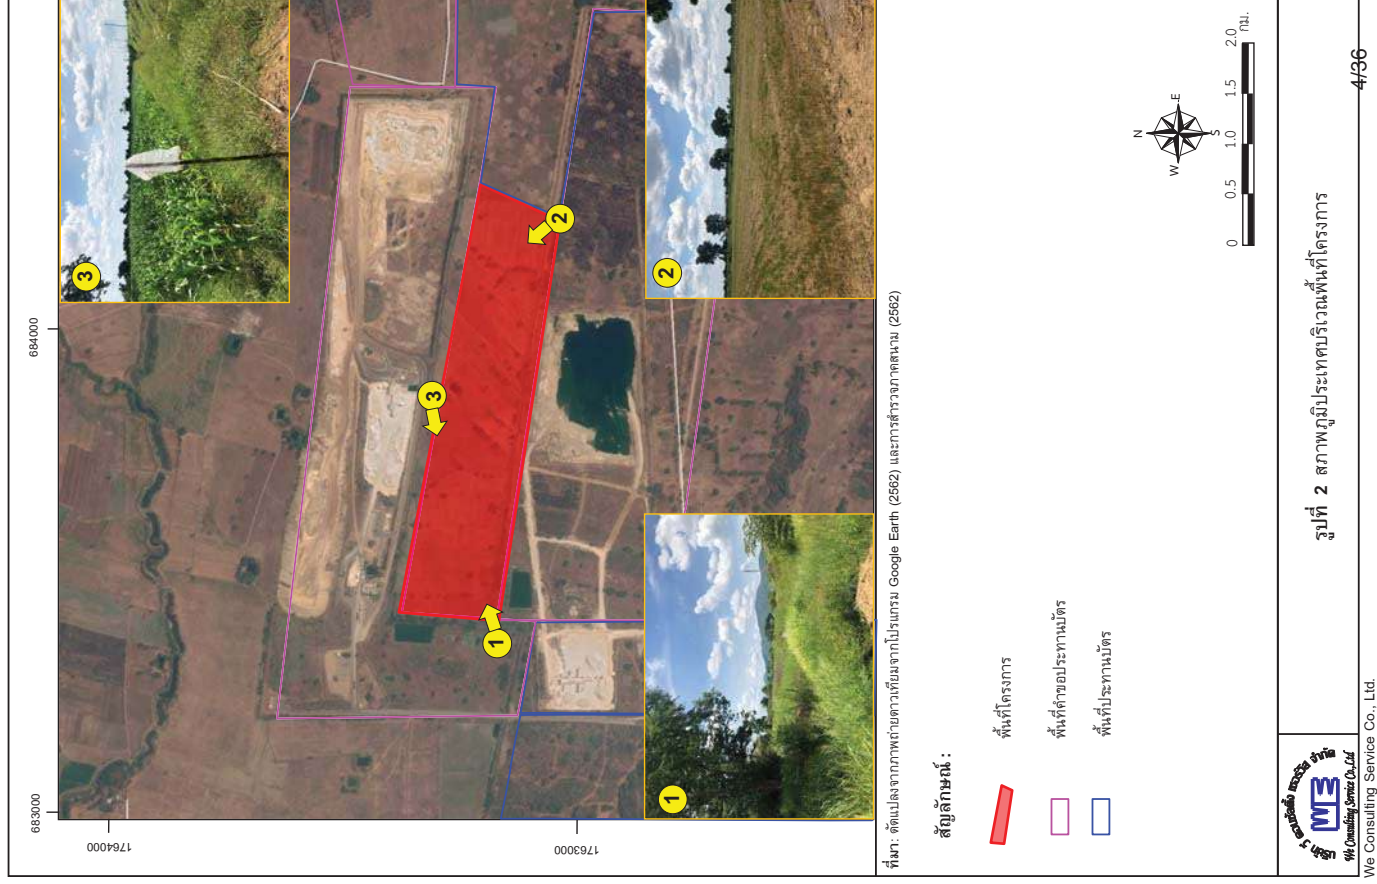 684000
683000
1764000
1763000
3
3
2
2
1
1
ที่มา: ดัดแปลงจากภาพถ่ายดาวเทียมจากโปรแกรม Google Earth (2562) และการสำรวจภาคสนาม (2562)
สัญลักษณ์ :
พื้นที่โครงการ
พื้นที่คำขอประทานบัตร
พื้นที่ประทานบัตร
N
E
S
W
0 0.5 1.0 1.5 2.0 กม.
รูปที่ 2 สภาพภูมิประเทศบริเวณพื้นที่โครงการ
บริษัท วี คอนซัลติ้ง เซอร์วิส จำกัด
WE
We Consulting Service Co.,Ltd
We Consulting Service Co., Ltd.
4/36